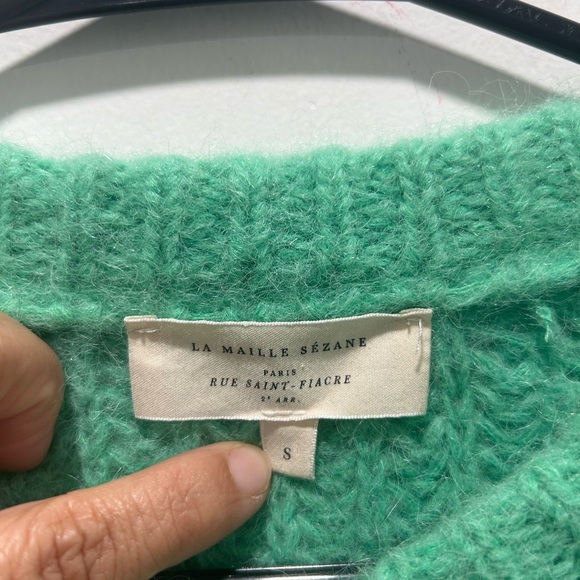 LA MAILLE SÉZANE
PARIS
RUE SAINT-FIACRE
2e ARR.
S